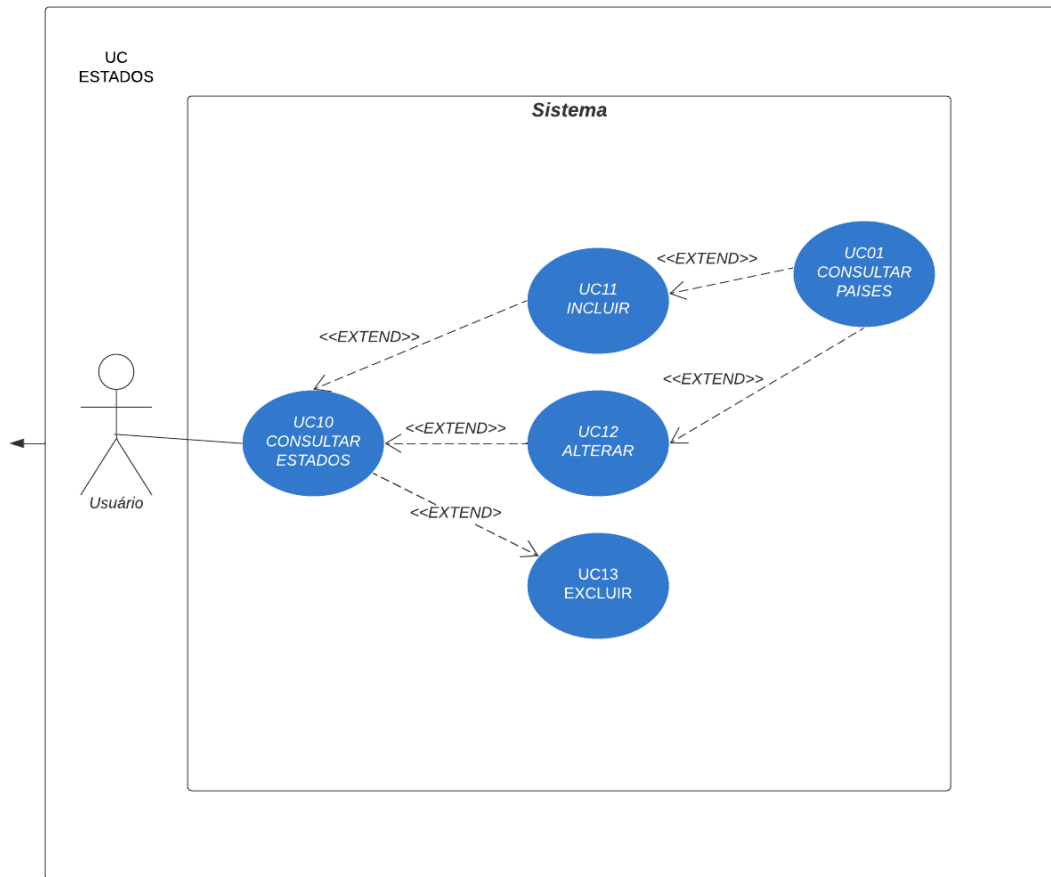 UC
ESTADOS
Sistema
UC01
CONSULTAR
PAISES
<<EXTEND>>
UC11
INCLUIR
<<EXTEND>>
<<EXTEND>>
UC10
CONSULTAR
ESTADOS
<<EXTEND>>
UC12
ALTERAR
Usuário
<<EXTEND>
UC13
EXCLUIR